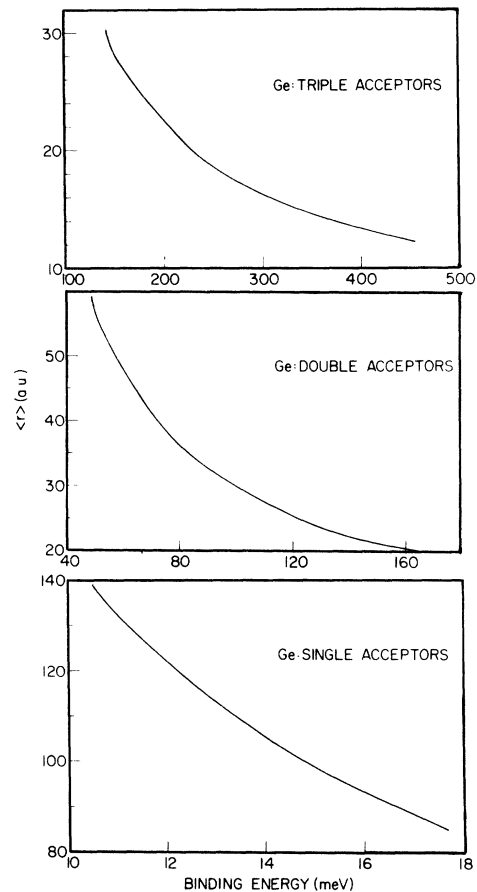 30
Ge:TRIPLE ACCEPTORS
20
10
100 200 300 400 500
50
Ge:DOUBLE ACCEPTORS
<r>(au)
40
30
20
40 80 120 160
140
Ge:SINGLE ACCEPTORS
120
100
80
10 12 14 16 18
BINDING ENERGY (meV)